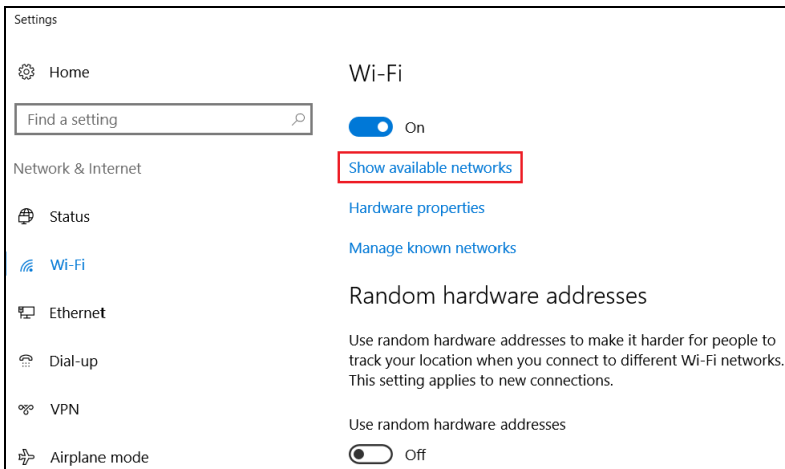 Settings
Home
Find a setting
Network & Internet
Status
Wi-Fi
Ethernet
Dial-up
VPN
Airplane mode
Wi-Fi
On
Show available networks
Hardware properties
Manage known networks
Random hardware addresses
Use random hardware addresses to make it harder for people to
track your location when you connect to different Wi-Fi networks.
This setting applies to new connections.
Use random hardware addresses
Off